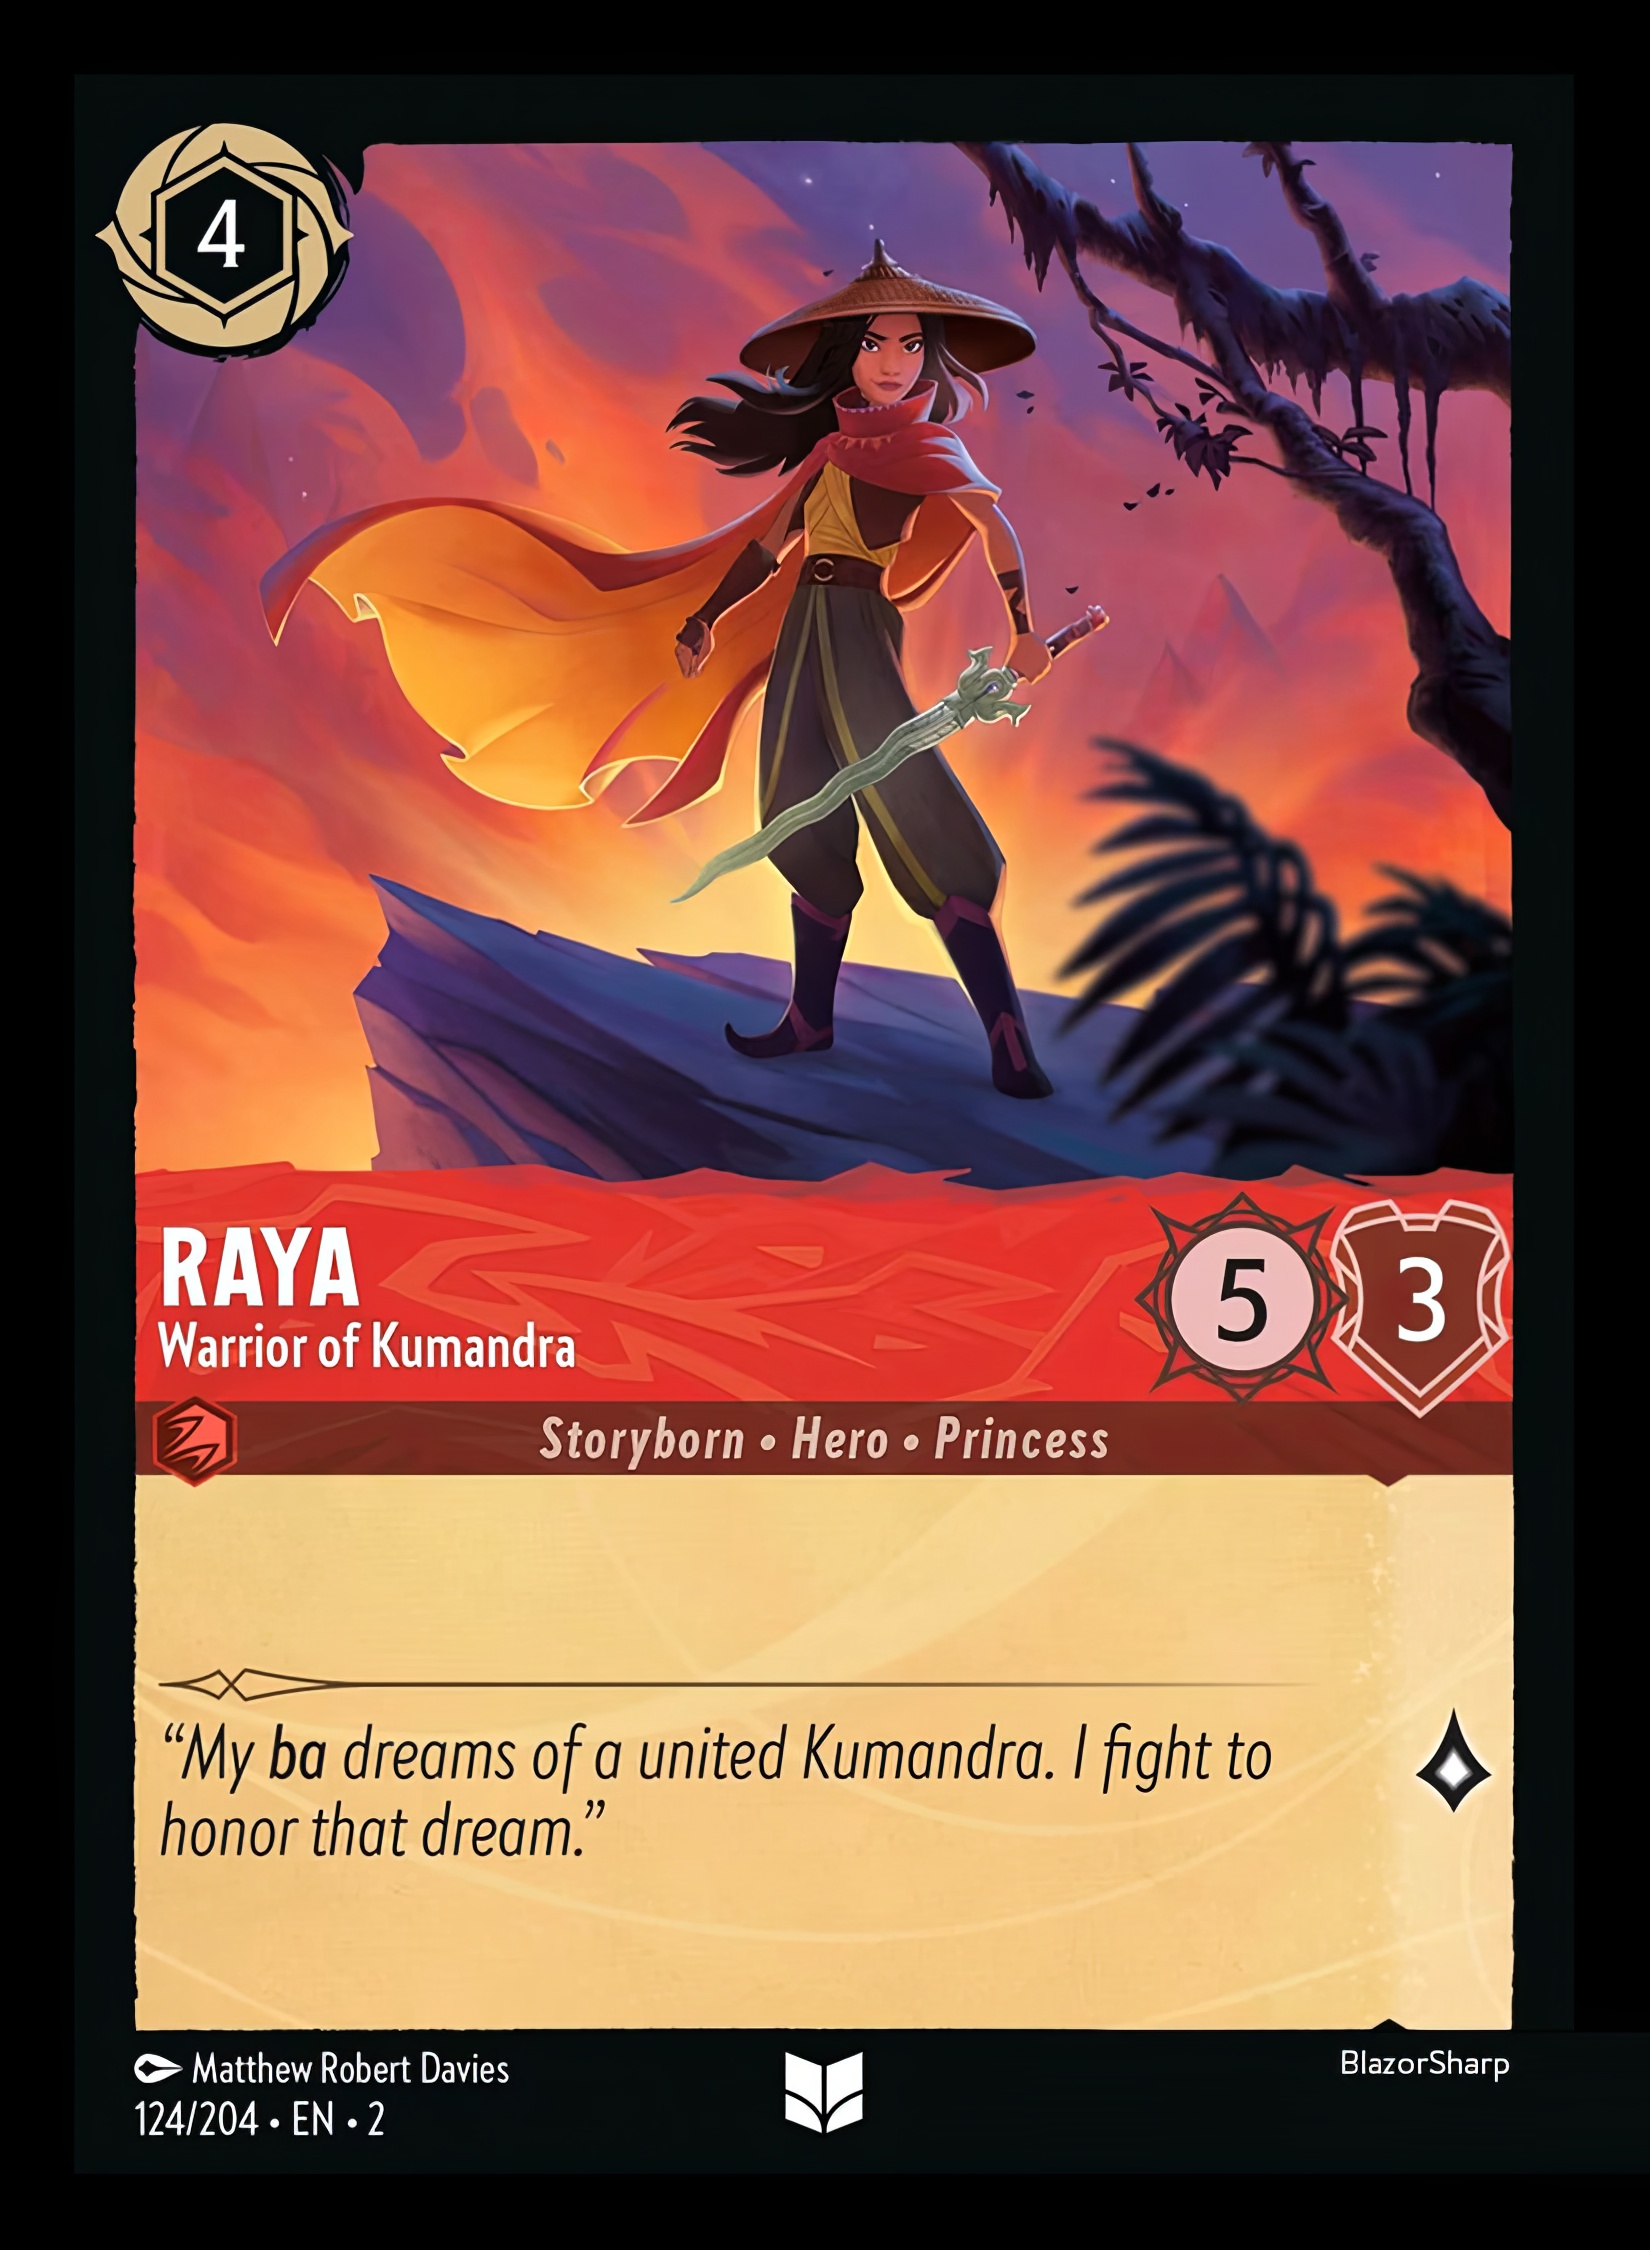 4
RAYA
Warrior of Kumandra
5
3
Storyborn • Hero • Princess
“My ba dreams of a united Kumandra. I fight to
honor that dream.”
Matthew Robert Davies
124/204 • EN • 2
BlazorSharp